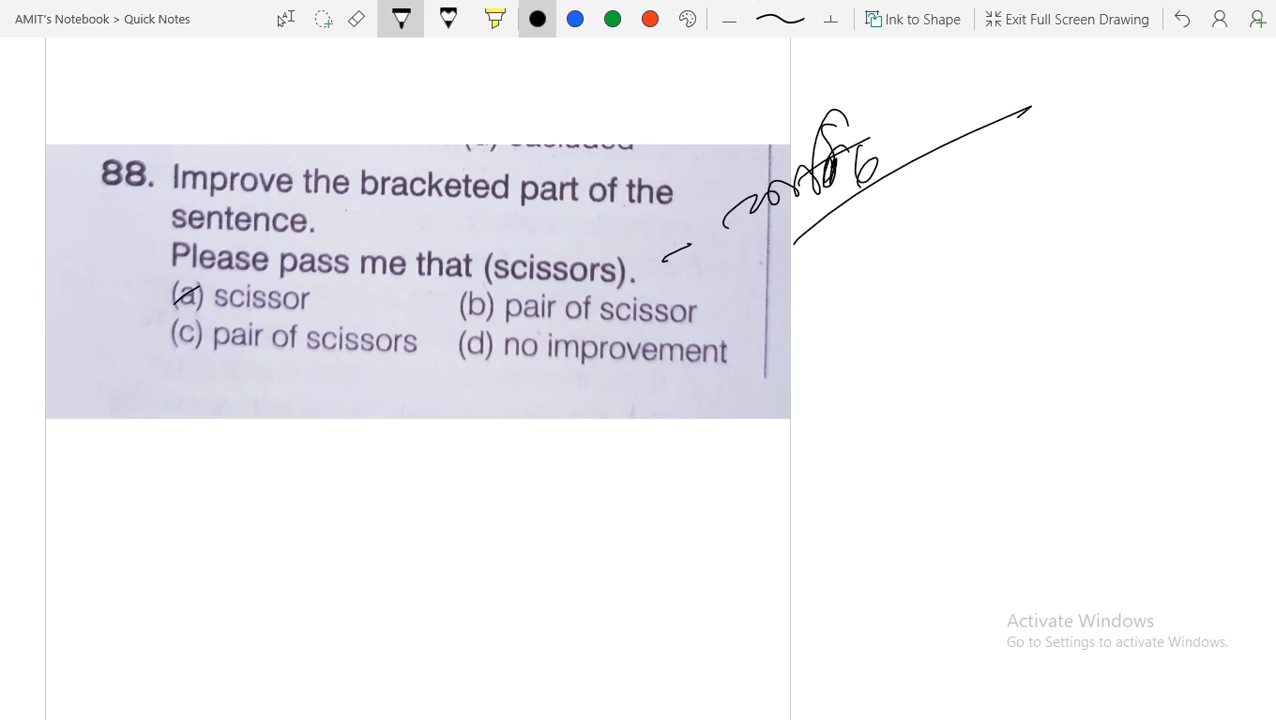 AMIT's Notebook > Quick Notes
Ink to Shape
Exit Full Screen Drawing
88. Improve the bracketed part of the
sentence.
Please pass me that (scissors).
(a) scissor (b) pair of scissor
(c) pair of scissors (d) no improvement
Activate Windows
Go to Settings to activate Windows.